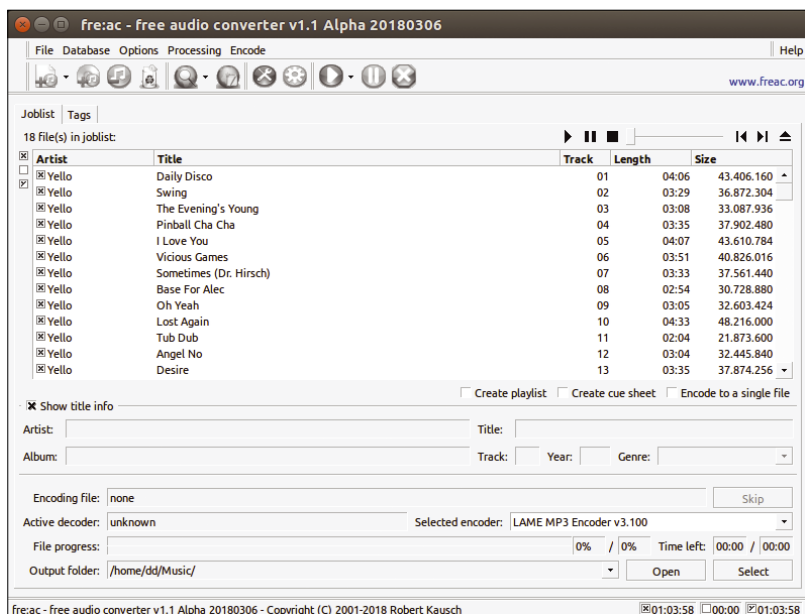 fre:ac - free audio converter v1.1 Alpha 20180306
File Database Options Processing Encode Help
www.freac.org
Joblist Tags
18 file(s) in joblist:
Artist Title Track Length Size
Yello Daily Disco 01 04:06 43.406.160
Yello Swing 02 03:29 36.872.304
Yello The Evening's Young 03 03:08 33.087.936
Yello Pinball Cha Cha 04 03:35 37.902.480
Yello I Love You 05 04:07 43.610.784
Yello Vicious Games 06 03:51 40.826.016
Yello Sometimes (Dr. Hirsch) 07 03:33 37.561.440
Yello Base For Alec 08 02:54 30.728.880
Yello Oh Yeah 09 03:05 32.603.424
Yello Lost Again 10 04:33 48.216.000
Yello Tub Dub 11 02:04 21.873.600
Yello Angel No 12 03:04 32.445.840
Yello Desire 13 03:35 37.874.256
Create playlist Create cue sheet Encode to a single file
Show title info
Artist: Title:
Album: Track: Year: Genre:
Encoding file: none Skip
Active decoder: unknown Selected encoder: LAME MP3 Encoder v3.100
File progress: 0% / 0% Time left: 00:00 / 00:00
Output folder: /home/dd/Music/ Open Select
fre:ac - free audio converter v1.1 Alpha 20180306 - Copyright (C) 2001-2018 Robert Kausch 01:03:58 00:00 01:03:58